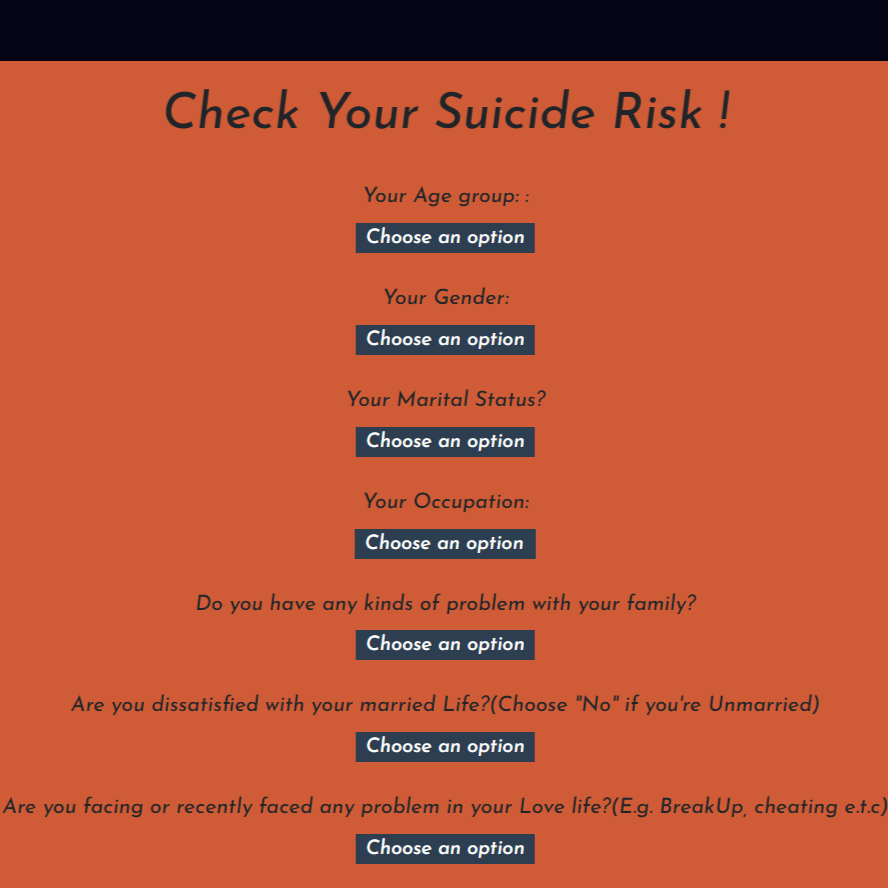 Check Your Suicide Risk !
Your Age group: :
Choose an option
Your Gender:
Choose an option
Your Marital Status?
Choose an option
Your Occupation:
Choose an option
Do you have any kinds of problem with your family?
Choose an option
Are you dissatisfied with your married Life?(Choose "No" if you're Unmarried)
Choose an option
Are you facing or recently faced any problem in your Love life?(E.g. BreakUp, cheating e.t.c)
Choose an option